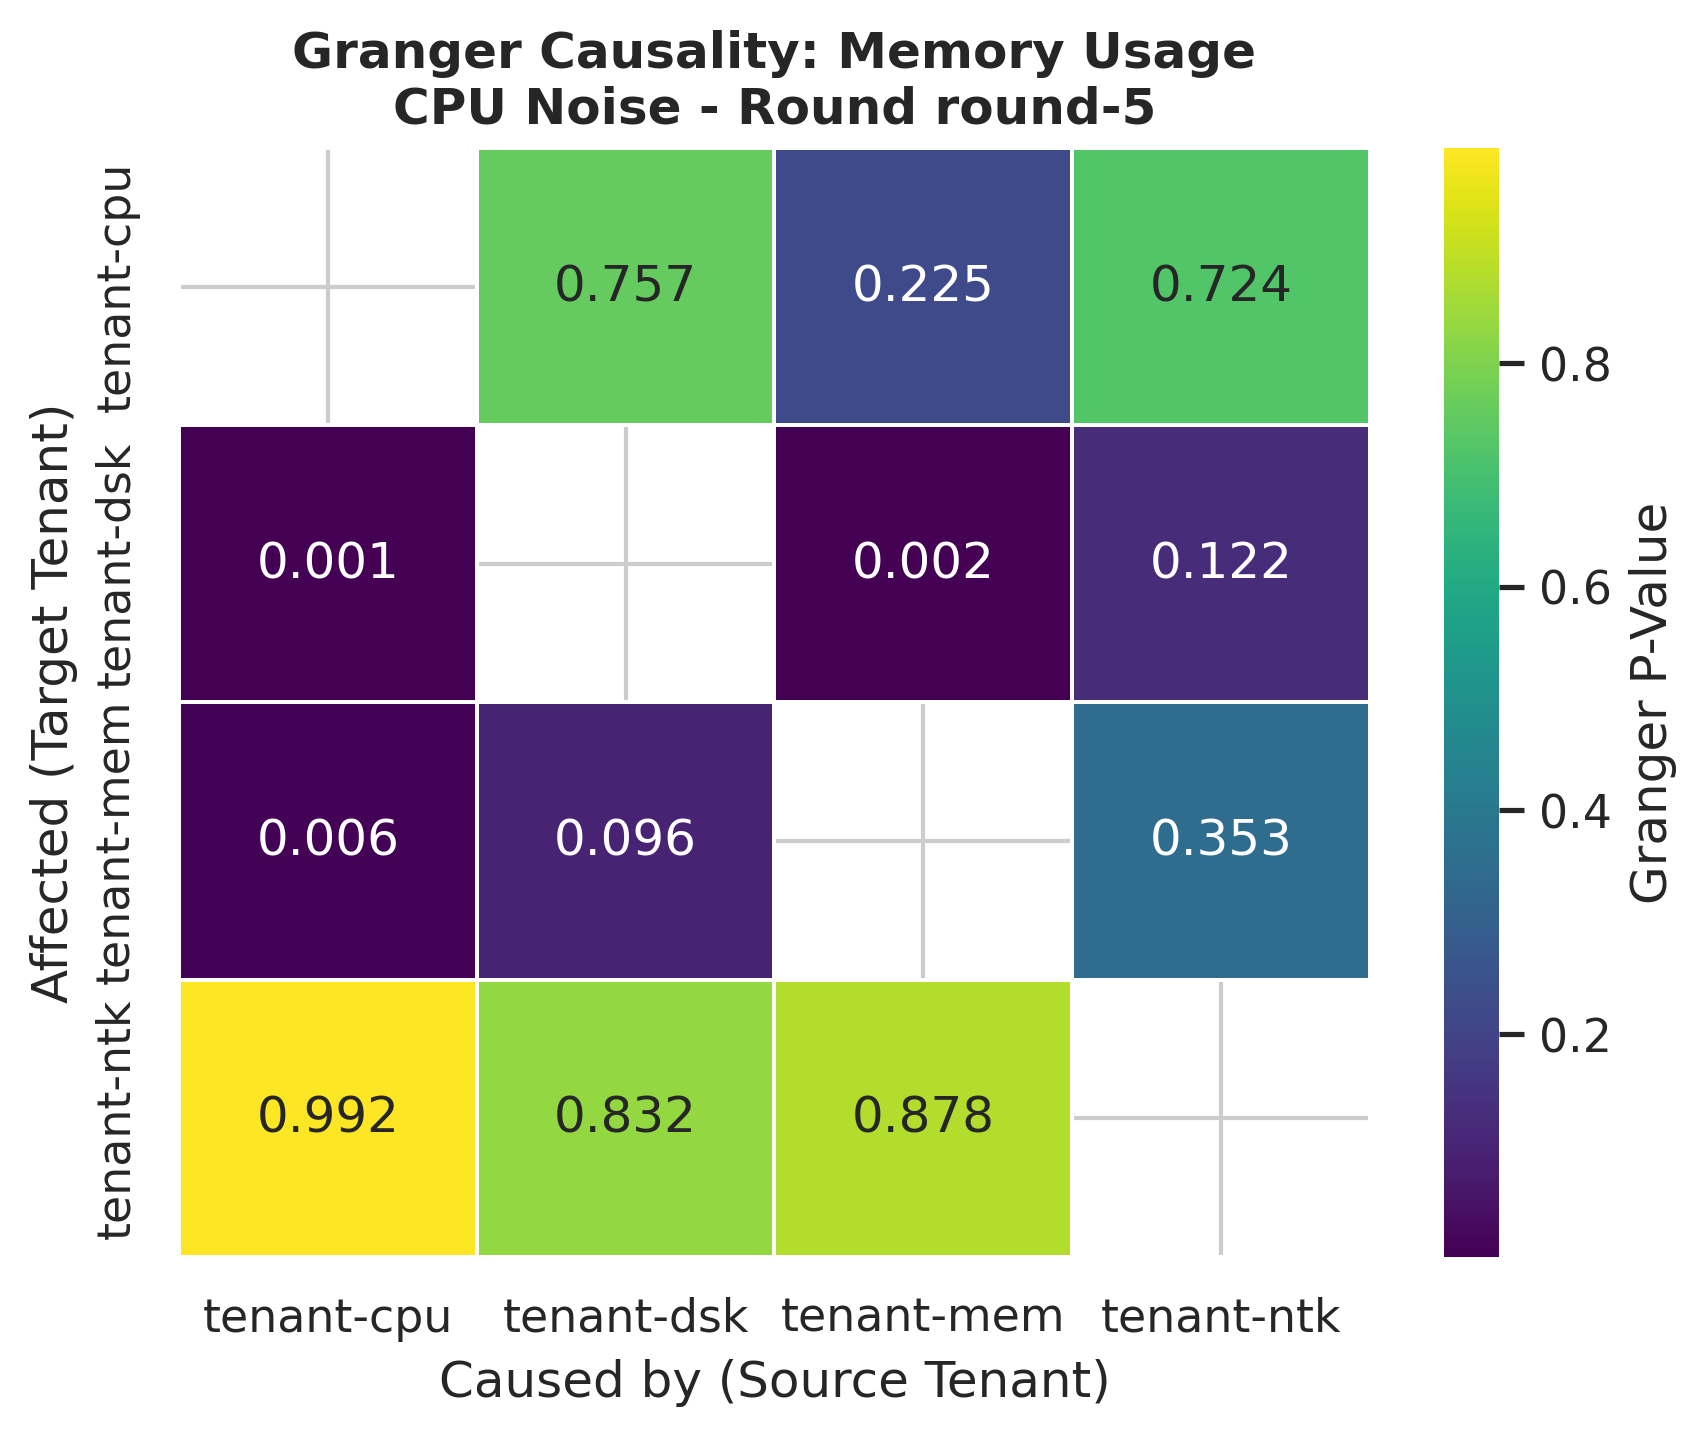 Granger Causality: Memory Usage
CPU Noise - Round round-5
Affected (Target Tenant)
tenant-cpu
0.757
0.225
0.724
tenant-dsk
0.001
0.002
0.122
tenant-mem
0.006
0.096
0.353
tenant-ntk
0.992
0.832
0.878
tenant-cpu
tenant-dsk
tenant-mem
tenant-ntk
Caused by (Source Tenant)
0.8
0.6
0.4
0.2
Granger P-Value